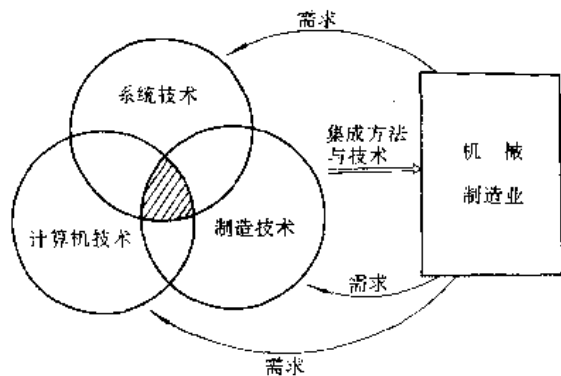 需求
系统技术
集成方法
与技术
机 械
制造业
计算机技术
制造技术
需求
需求